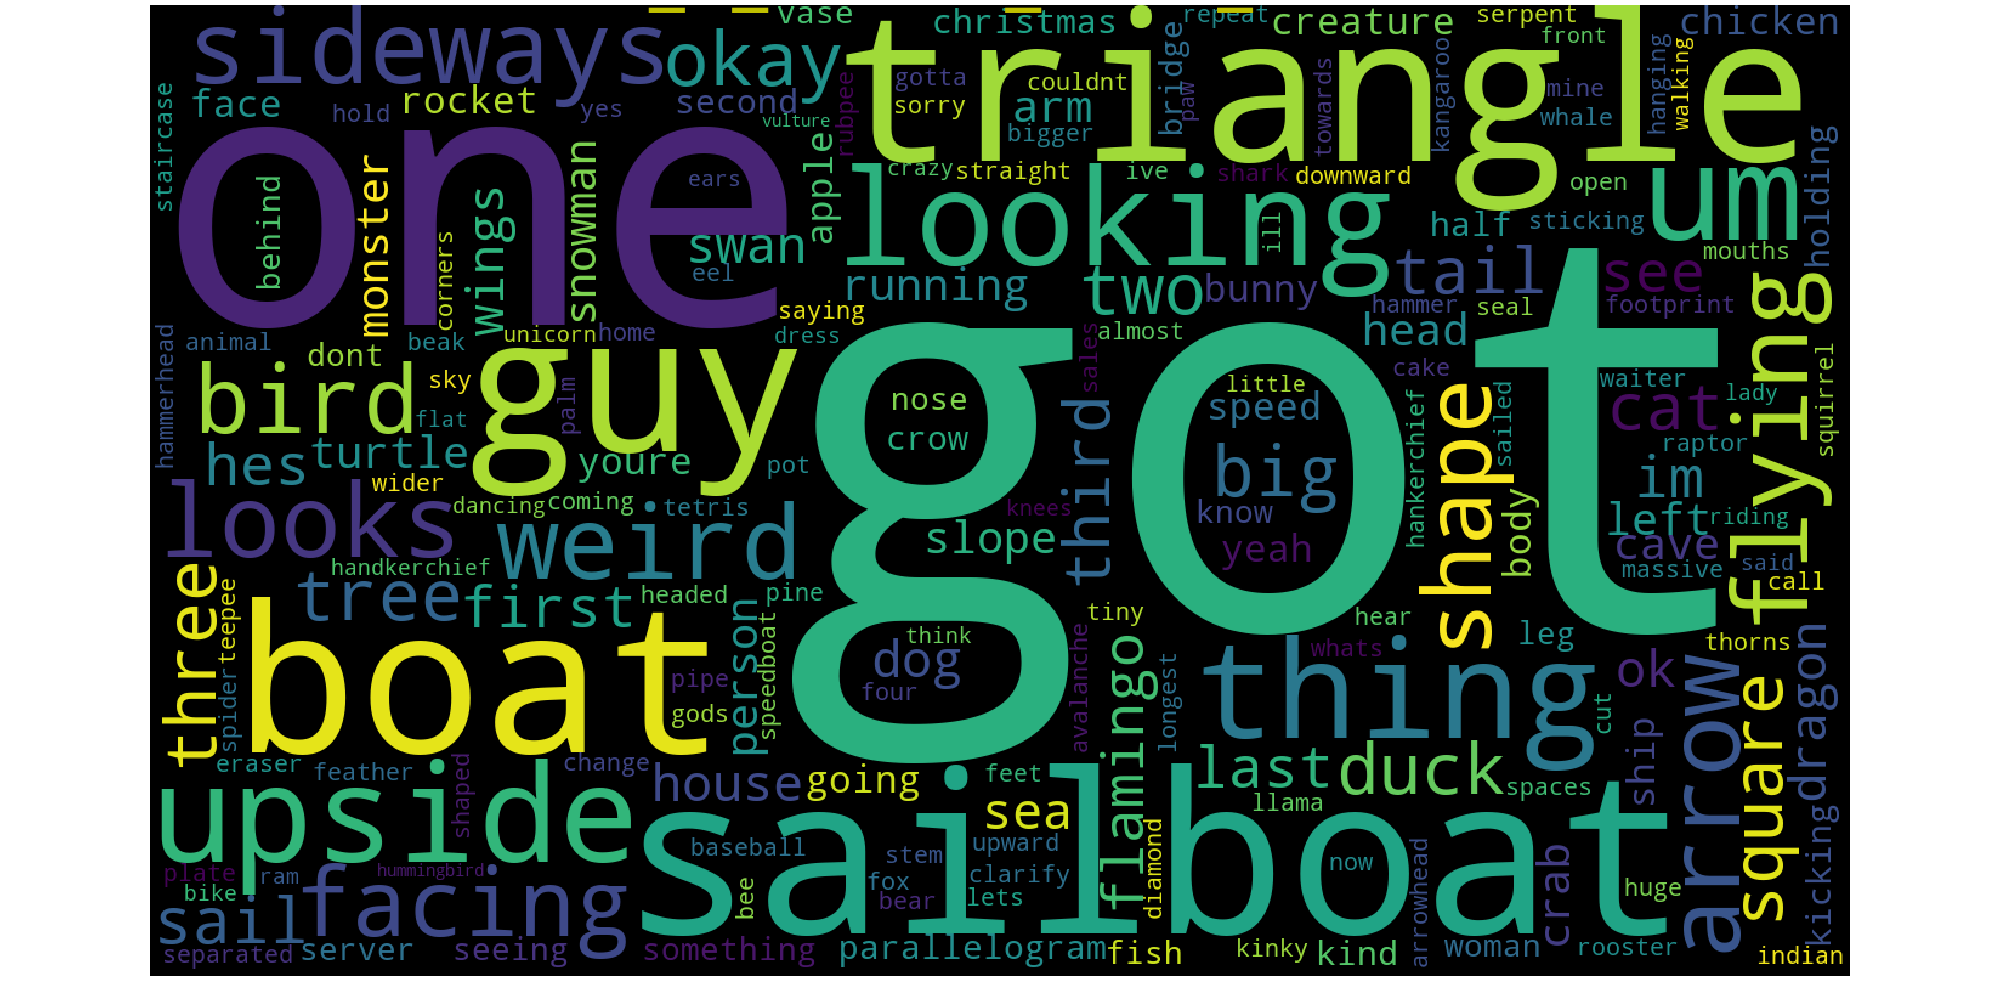 sideways
okay
vase
christmas
repeat
creature
serpent
front
chicken
triangle
staircase
face
hold
rocket
yes
second
vulture
rubpee
gotta
sorry
couldnt
arm
bigger
bridge
paw
towards
kangaroo
mine
whale
hanging
walking
one
behind
monster
corners
wings
snowman
ears
apple
swan
eel
crazy
straight
ive
shark
downward
open
looking
ill
half
sticking
um
mouths
holding
running
two
bunny
tail
see
hammer
seal
footprint
flying
animal
dont
beak
unicorn
home
saying
dress
almost
sales
head
cake
hammerhead
bird
sky
flat
guy
palm
got
nose
crow
little
speed
third
shape
hankerchief
sailed
waiter
cat
lady
raptor
squirrel
hes
turtle
youre
pot
big
know
yeah
im
looks
wider
dancing
coming
tetris
weird
slope
knees
body
left
riding
cave
massive
said
call
handkerchief
three
teepee
spider
tree
first
headed
pine
person
speedboat
think
dog
four
tiny
avalanche
flamingo
longest
hear
whats
leg
thorns
boat
pipe
gods
thing
cut
ok
ship
arrow
square
dragon
eraser
feather
shaped
change
house
going
feet
sea
last
duck
spaces
llama
upside
sailboat
plate
bike
ram
hummingbird
baseball
bee
stem
fox
bear
upward
clarify
lets
diamond
now
arrowhead
crab
huge
kicking
sail
facing
separated
server
seeing
something
parallelogram
fish
kinky
kind
woman
rooster
indian